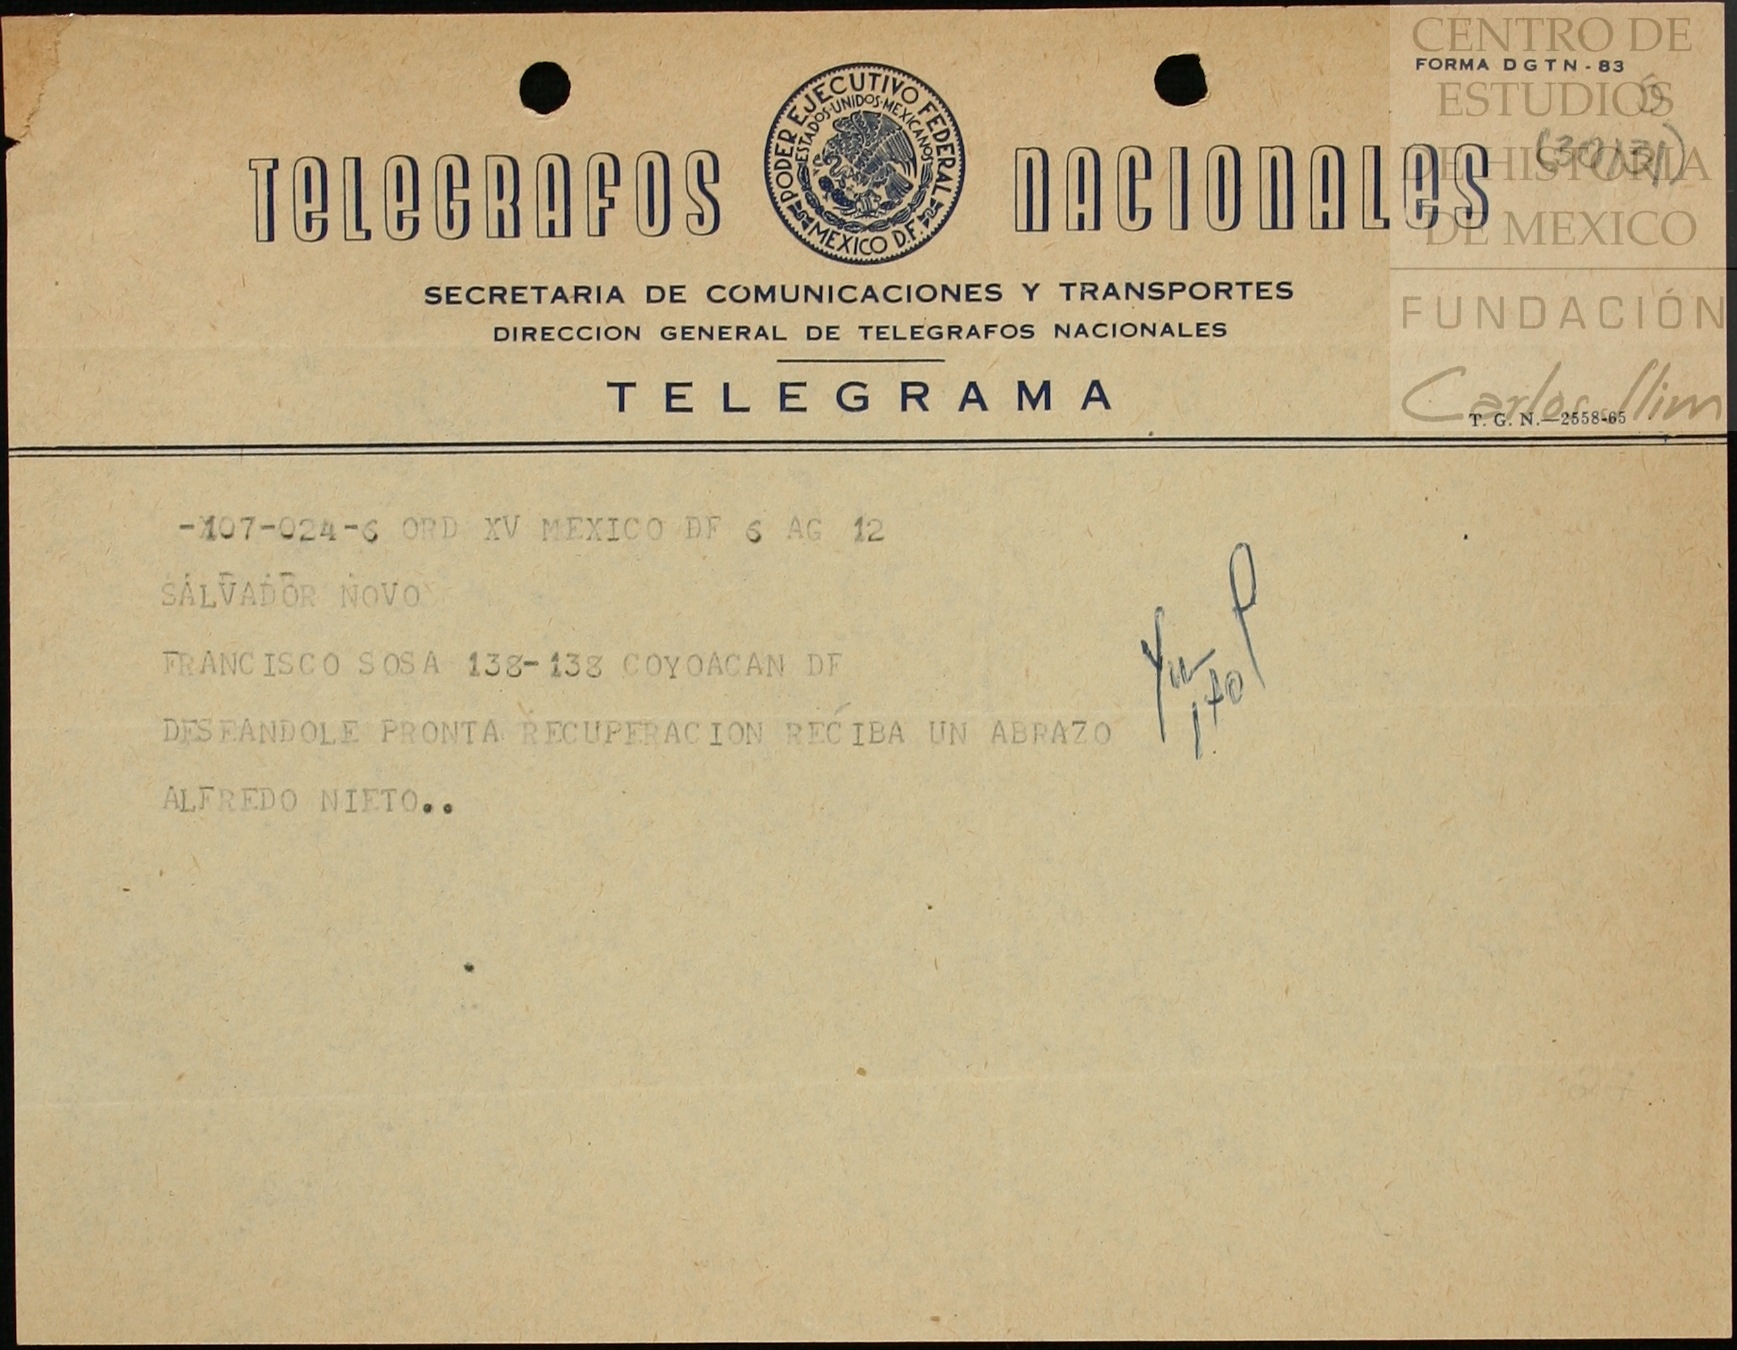 CENTRO DE
ESTUDIOS
DE HISTORIA
DE MEXICO
FUNDACIÓN
Carlos Slim
FORMA DGTN-83
(30131)
TELEGRAFOS NACIONALES
PODER EJECUTIVO FEDERAL
ESTADOS·UNIDOS·MEXICANOS
MEXICO D.F.
SECRETARIA DE COMUNICACIONES Y TRANSPORTES
DIRECCION GENERAL DE TELEGRAFOS NACIONALES
TELEGRAMA
T. G. N.—2558-65
-107-024-6 ORD XV MEXICO DF 6 AG 12
SALVADOR NOVO
FRANCISCO SOSA 138-138 COYOACAN DF
DESEANDOLE PRONTA RECUPERACION RECIBA UN ABRAZO
ALFREDO NIETO..